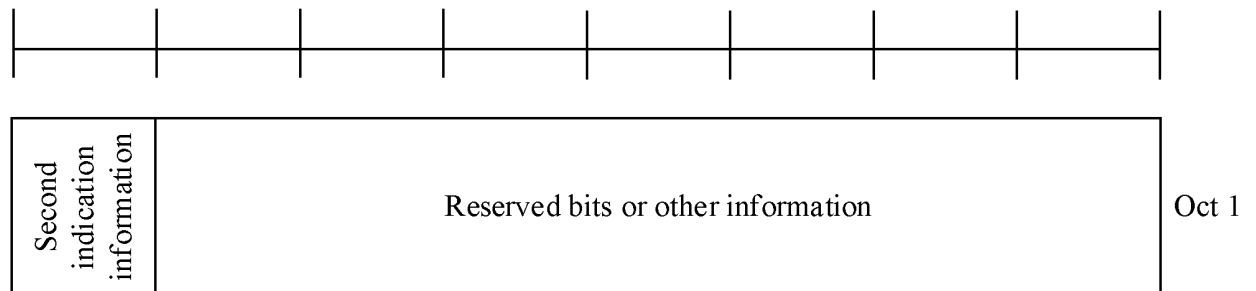 Second
indication
information
Reserved bits or other information
Oct 1